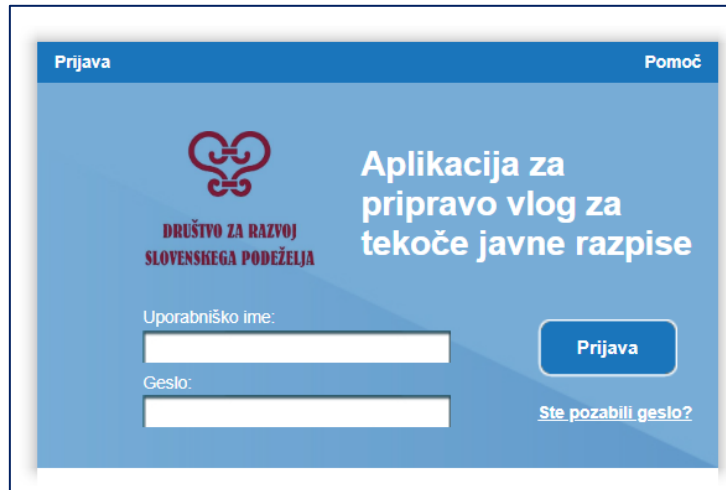 Prijava
Pomoč
DRUŠTVO ZA RAZVOJ
SLOVENSKEGA PODEŽELJA
Aplikacija za
pripravo vlog za
tekoče javne razpise
Uporabniško ime:
Prijava
Geslo:
Ste pozabili geslo?